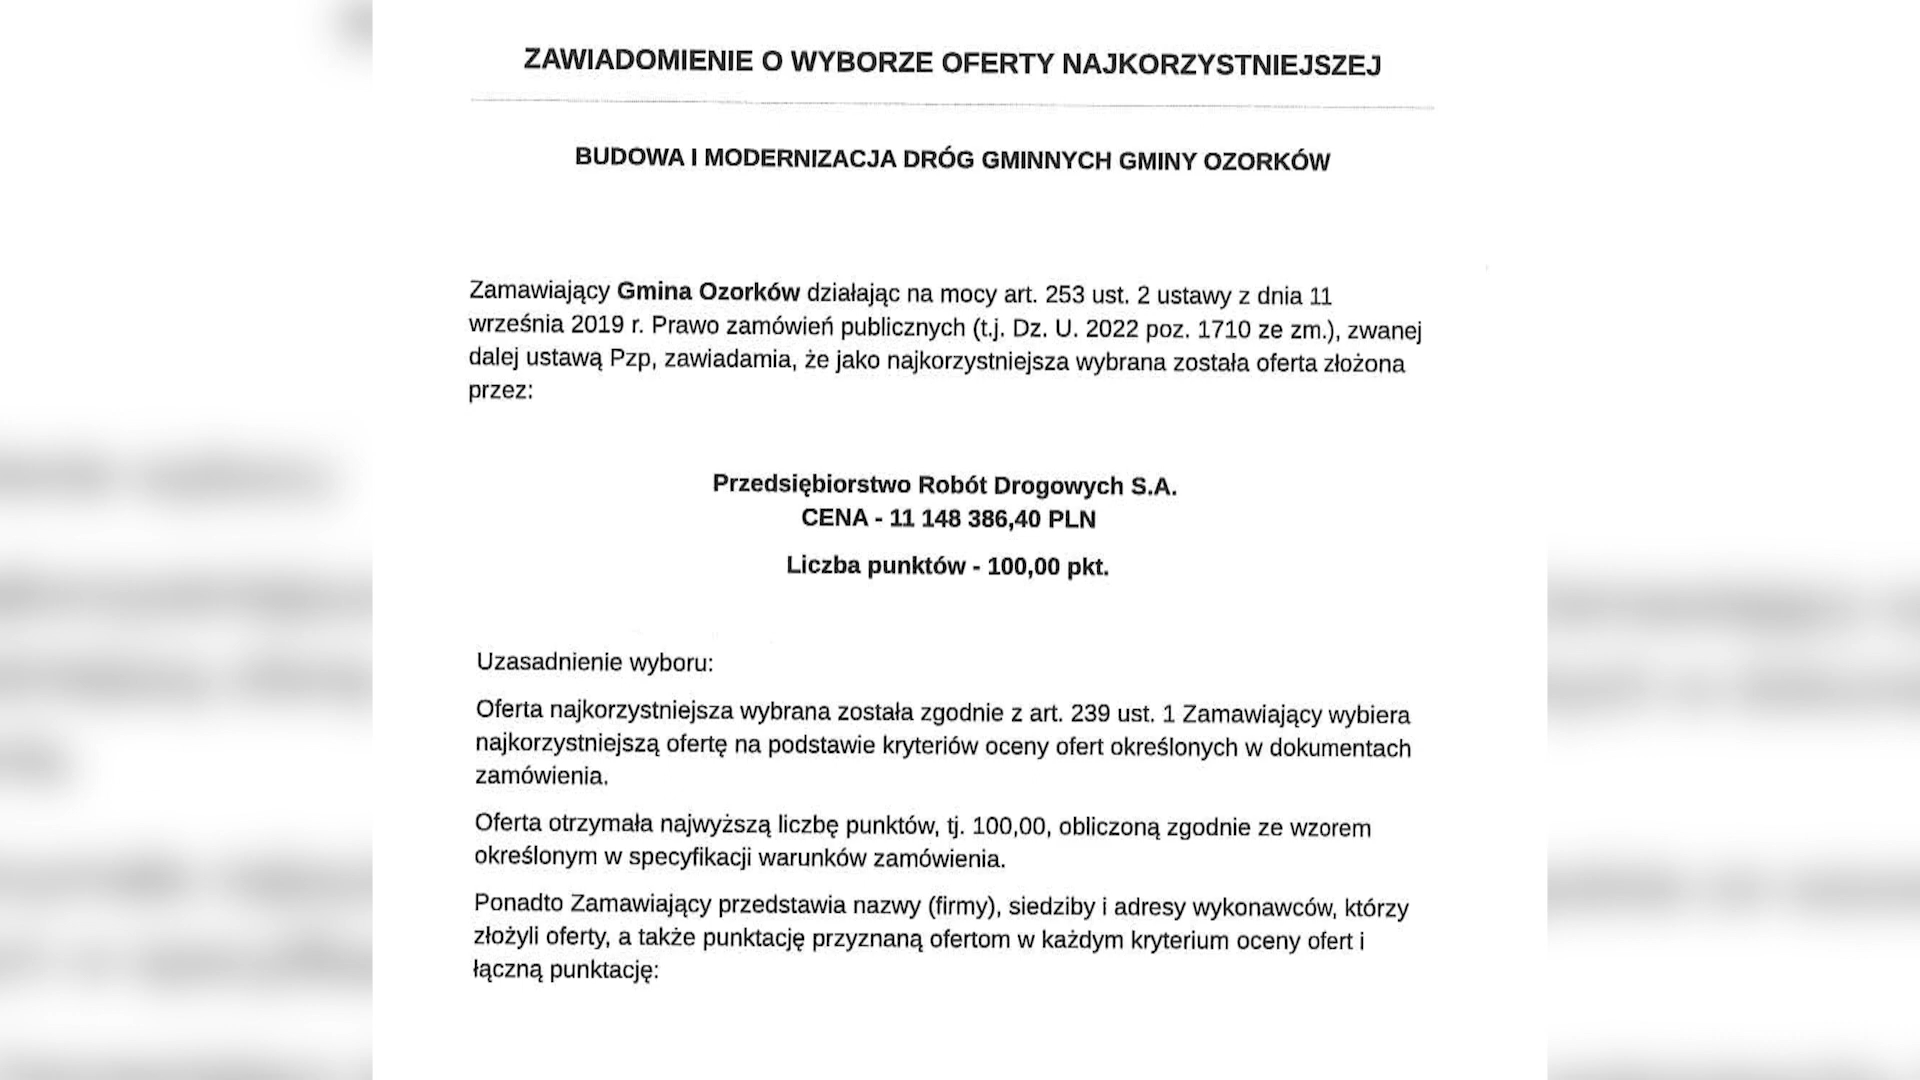 ZAWIADOMIENIE O WYBORZE OFERTY NAJKORZYSTNIEJSZEJ
BUDOWA I MODERNIZACJA DRÓG GMINNYCH GMINY OZORKÓW
Zamawiający Gmina Ozorków działając na mocy art. 253 ust. 2 ustawy z dnia 11
września 2019 r. Prawo zamówień publicznych (t.j. Dz. U. 2022 poz. 1710 ze zm.), zwanej
dalej ustawą Pzp, zawiadamia, że jako najkorzystniejsza wybrana została oferta złożona
przez:
Przedsiębiorstwo Robót Drogowych S.A.
CENA - 11 148 386,40 PLN
Liczba punktów - 100,00 pkt.
Uzasadnienie wyboru:
Oferta najkorzystniejsza wybrana została zgodnie z art. 239 ust. 1 Zamawiający wybiera
najkorzystniejszą ofertę na podstawie kryteriów oceny ofert określonych w dokumentach
zamówienia.
Oferta otrzymała najwyższą liczbę punktów, tj. 100,00, obliczoną zgodnie ze wzorem
określonym w specyfikacji warunków zamówienia.
Ponadto Zamawiający przedstawia nazwy (firmy), siedziby i adresy wykonawców, którzy
złożyli oferty, a także punktację przyznaną ofertom w każdym kryterium oceny ofert i
łączną punktację: